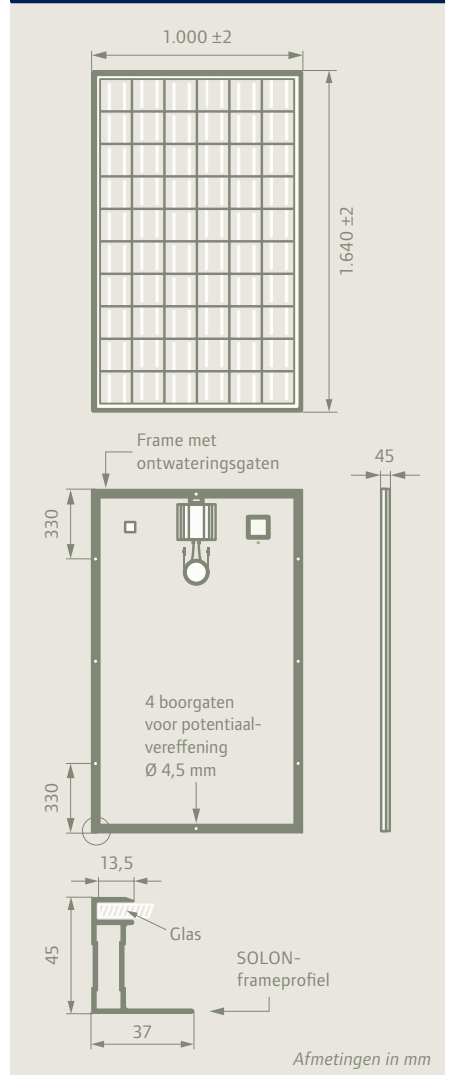 1.000 ±2
1.640 ±2
Frame met
ontwateringsgaten
45
330
4 boorgaten
voor potentiaal-
vereffening
Ø 4,5 mm
330
13,5
Glas
45
SOLON-
frameprofiel
37
Afmetingen in mm